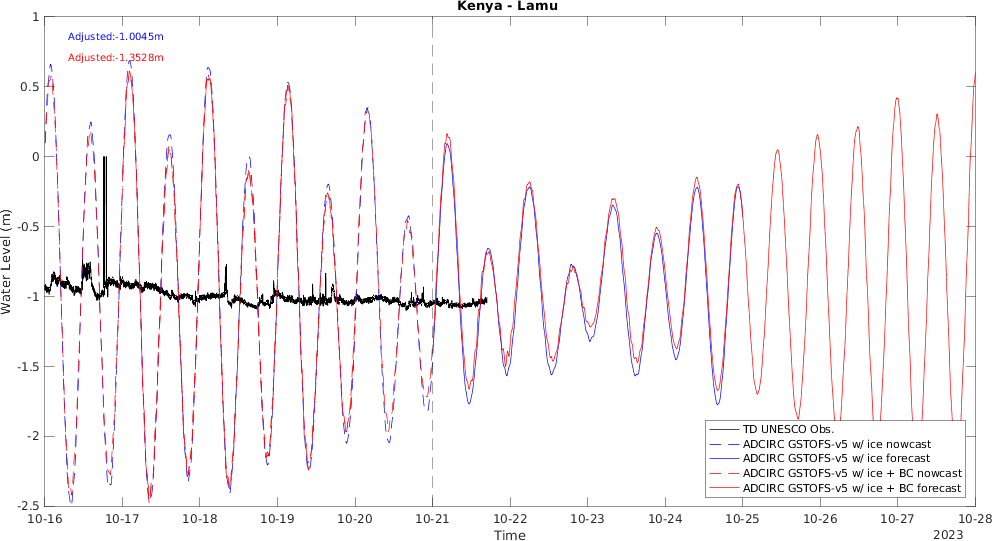 Kenya - Lamu
Adjusted:-1.0045m
Adjusted:-1.3528m
Water Level (m)
1
0.5
0
-0.5
-1
-1.5
-2
-2.5
TD UNESCO Obs.
ADCIRC GSTOFS-v5 w/ ice nowcast
ADCIRC GSTOFS-v5 w/ ice forecast
ADCIRC GSTOFS-v5 w/ ice + BC nowcast
ADCIRC GSTOFS-v5 w/ ice + BC forecast
10-16 10-17 10-18 10-19 10-20 10-21 10-22 10-23 10-24 10-25 10-26 10-27 10-28
Time
2023